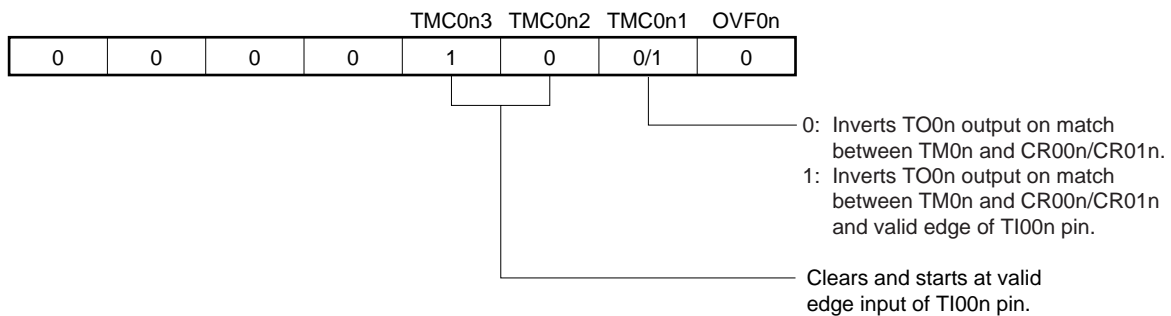 TMC0n3 TMC0n2 TMC0n1 OVF0n
0 0 0 0 1 0 0/1 0
0: Inverts TO0n output on match
between TM0n and CR00n/CR01n.
1: Inverts TO0n output on match
between TM0n and CR00n/CR01n
and valid edge of TI00n pin.
Clears and starts at valid
edge input of TI00n pin.